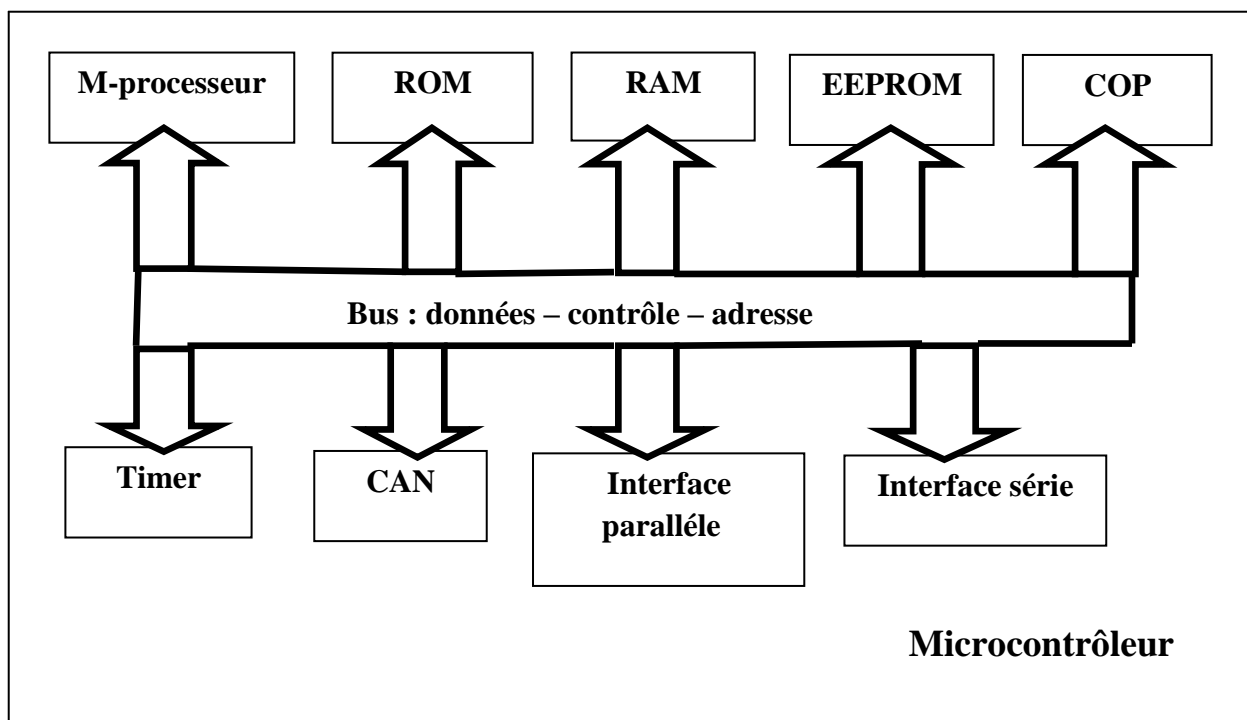 M-processeur
ROM
RAM
EEPROM
COP
Bus : données – contrôle – adresse
Timer
CAN
Interface
paralléle
Interface série
Microcontrôleur